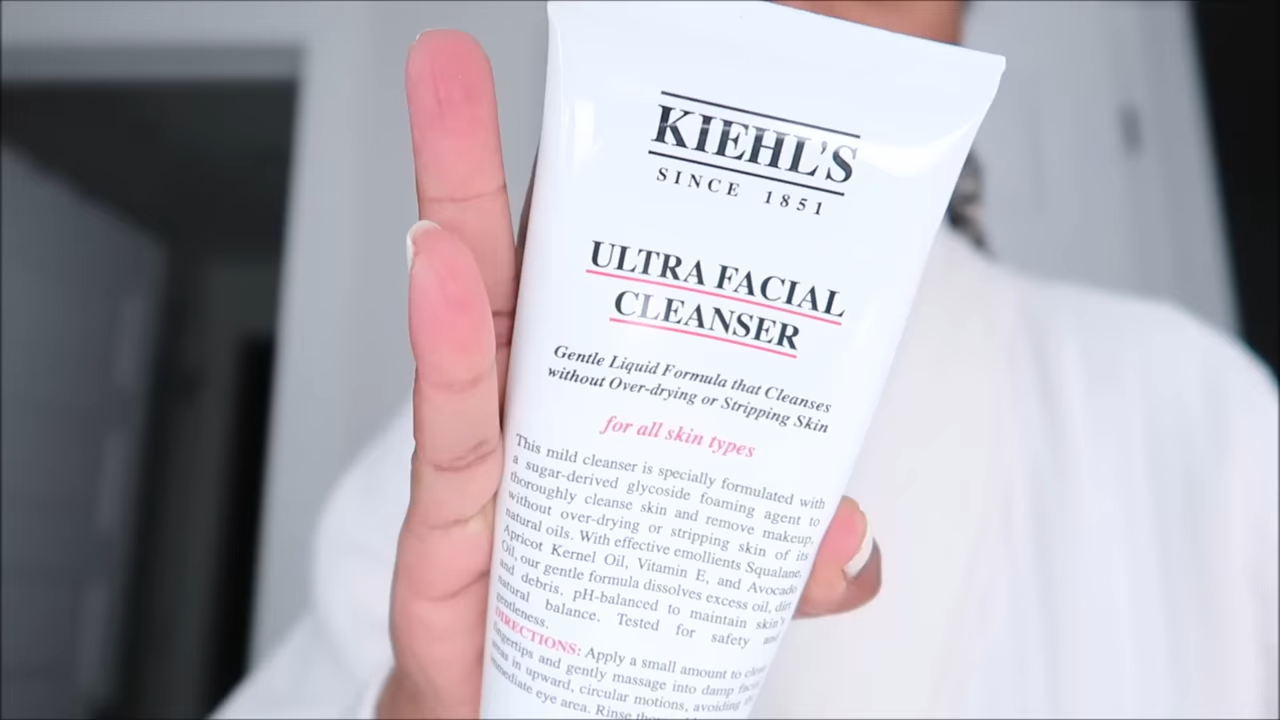 KIEHL'S
SINCE 1851
ULTRA FACIAL
CLEANSER
Gentle Liquid Formula that Cleanses
without Over-drying or Stripping Skin
for all skin types
This mild cleanser is specially formulated with
a sugar-derived glycoside foaming agent to
thoroughly cleanse skin and remove makeup,
without over-drying or stripping skin of its
natural oils. With effective emollients Squalane,
Apricot Kernel Oil, Vitamin E, and Avocado
Oil, our gentle formula dissolves excess oil, dirt
and debris. pH-balanced to maintain skin's
natural balance. Tested for safety and
gentleness.
DIRECTIONS: Apply a small amount to
fingertips and gently massage into damp
in upward, circular motions, avoiding
immediate eye area. Rinse